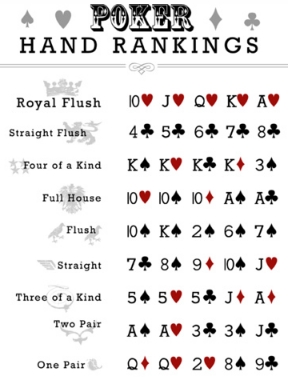 POKER
HAND RANKINGS
Royal Flush 10♥ J♥ Q♥ K♥ A♥
Straight Flush 4♣ 5♣ 6♣ 7♣ 8♣
Four of a Kind K♠ K♥ K♣ K♦ 3♠
Full House 10♥ 10♠ 10♦ A♠ A♣
Flush 10♠ K♠ 2♠ 6♠ 7♠
Straight 7♣ 8♠ 9♦ 10♠ J♥
Three of a Kind 5♠ 5♥ 5♣ J♦ A♦
Two Pair A♠ A♥ 3♣ 3♠ J♣
One Pair Q♦ Q♥ 2♥ 8♠ 9♣